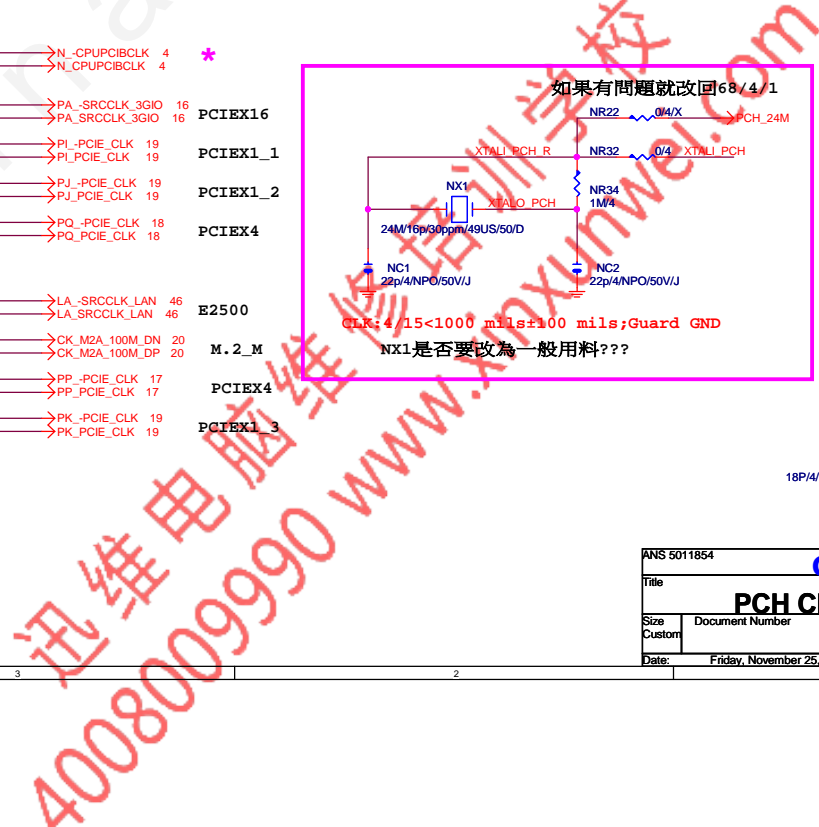 N_-CPUPCIBCLK 4
N_CPUPCIBCLK 4
*
PA_-SRCCLK_3GIO 16
PA_SRCCLK_3GIO 16
PCIEX16
PI_-PCIE_CLK 19
PI_PCIE_CLK 19
PCIEX1_1
PJ_-PCIE_CLK 19
PJ_PCIE_CLK 19
PCIEX1_2
PQ_-PCIE_CLK 18
PQ_PCIE_CLK 18
PCIEX4
LA_-SRCCLK_LAN 46
LA_SRCCLK_LAN 46
E2500
CK_M2A_100M_DN 20
CK_M2A_100M_DP 20
M.2_M
PP_-PCIE_CLK 17
PP_PCIE_CLK 17
PCIEX4
PK_-PCIE_CLK 19
PK_PCIE_CLK 19
PCIEX1_3
如果有問題就改回68/4/1
NR22 0/4/X PCH_24M
XTALI_PCH_R NR32 0/4 XTALI_PCH
NX1
XTALO_PCH
NR34
1M/4
24M/16p/30ppm/49US/50/D
NC1
22p/4/NPO/50V/J
NC2
22p/4/NPO/50V/J
CLK:4/15<1000 mils±100 mils;Guard GND
NX1是否要改為一般用料???
18P/4/
ANS 5011854
Title
PCH
Size
Custom
Document Number
Date: Friday, November 25,
3
2
迅维电脑维修培训学校
4008009990 www.xinxunwei.com